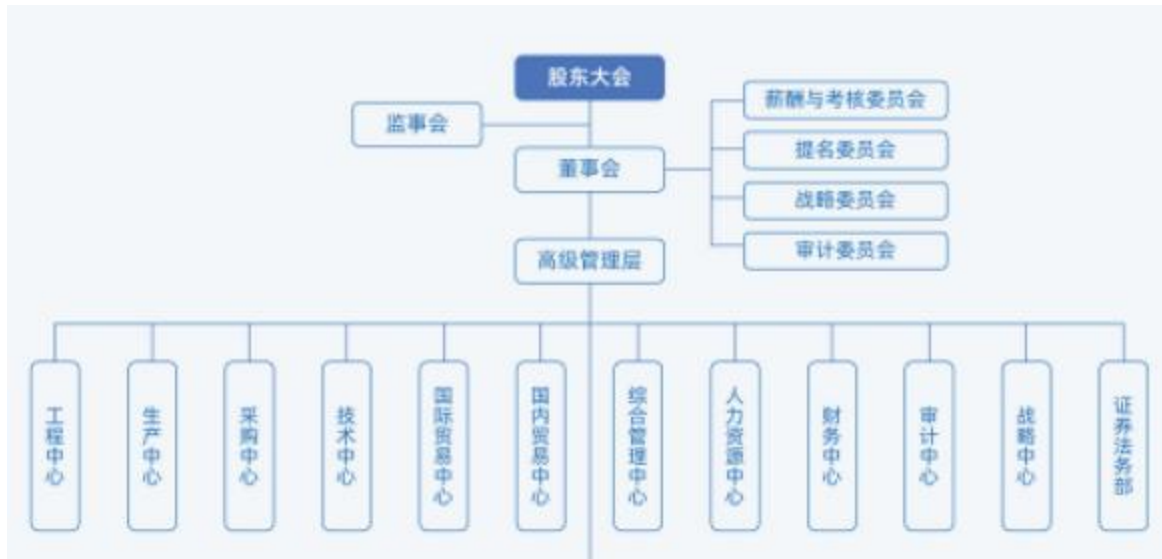 股东大会
监事会
董事会
薪酬与考核委员会
提名委员会
战略委员会
审计委员会
高级管理层
工程中心
生产中心
采购中心
技术中心
国际贸易中心
国内贸易中心
综合管理中心
人力资源中心
财务中心
审计中心
战略中心
证券法务部